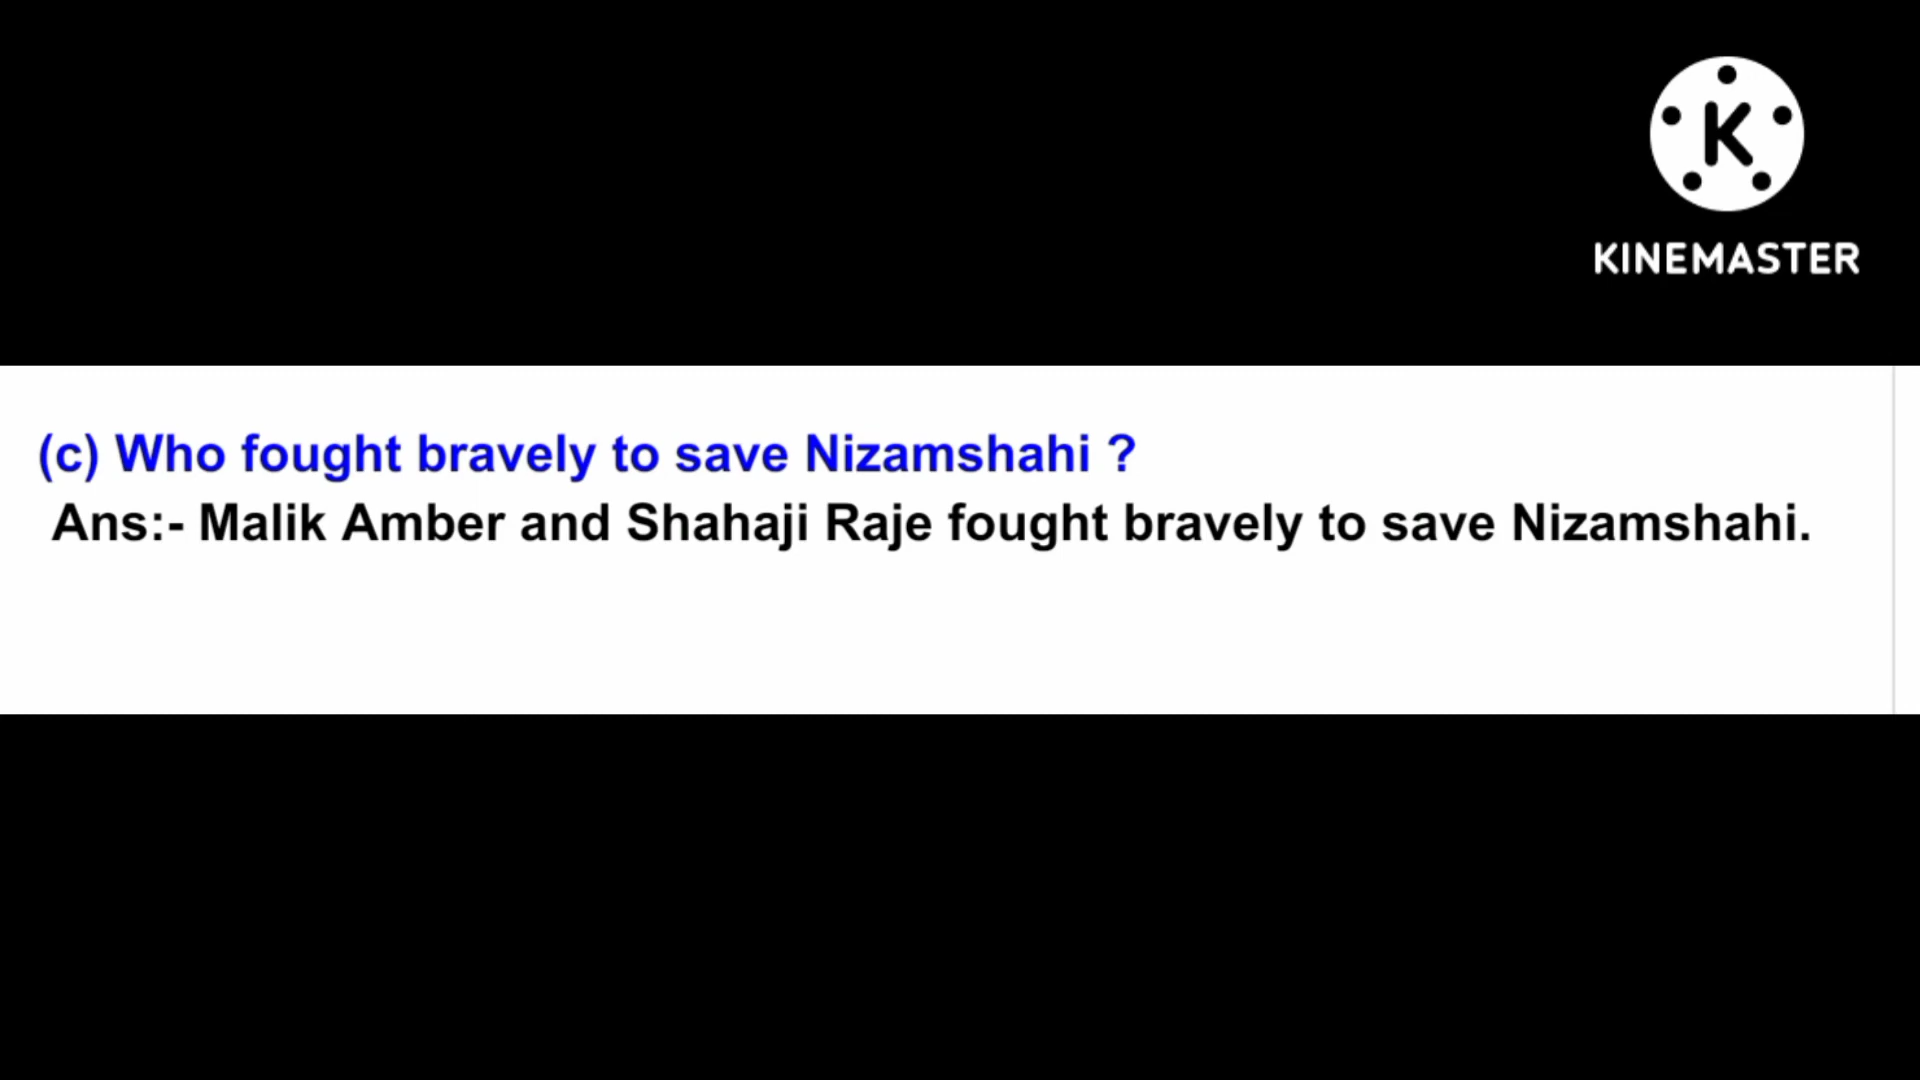 KINEMASTER
(c) Who fought bravely to save Nizamshahi ?
Ans:- Malik Amber and Shahaji Raje fought bravely to save Nizamshahi.